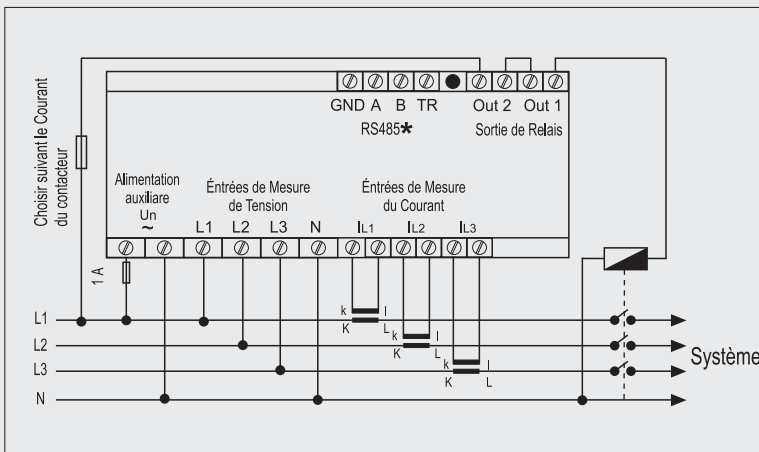 Choisir suivant le Courant
du contacteur
GND A B TR Out 2 Out 1
RS485* Sortie de Relais
Alimentation
auxiliare
Un
~
Éntrées de Mesure
de Tension
Éntrées de Mesure
du Courant
L1 L2 L3 N IL1 IL2 IL3
1 A
k l
K L
k l
K L
k l
K L
L1
L2
L3
N
Système